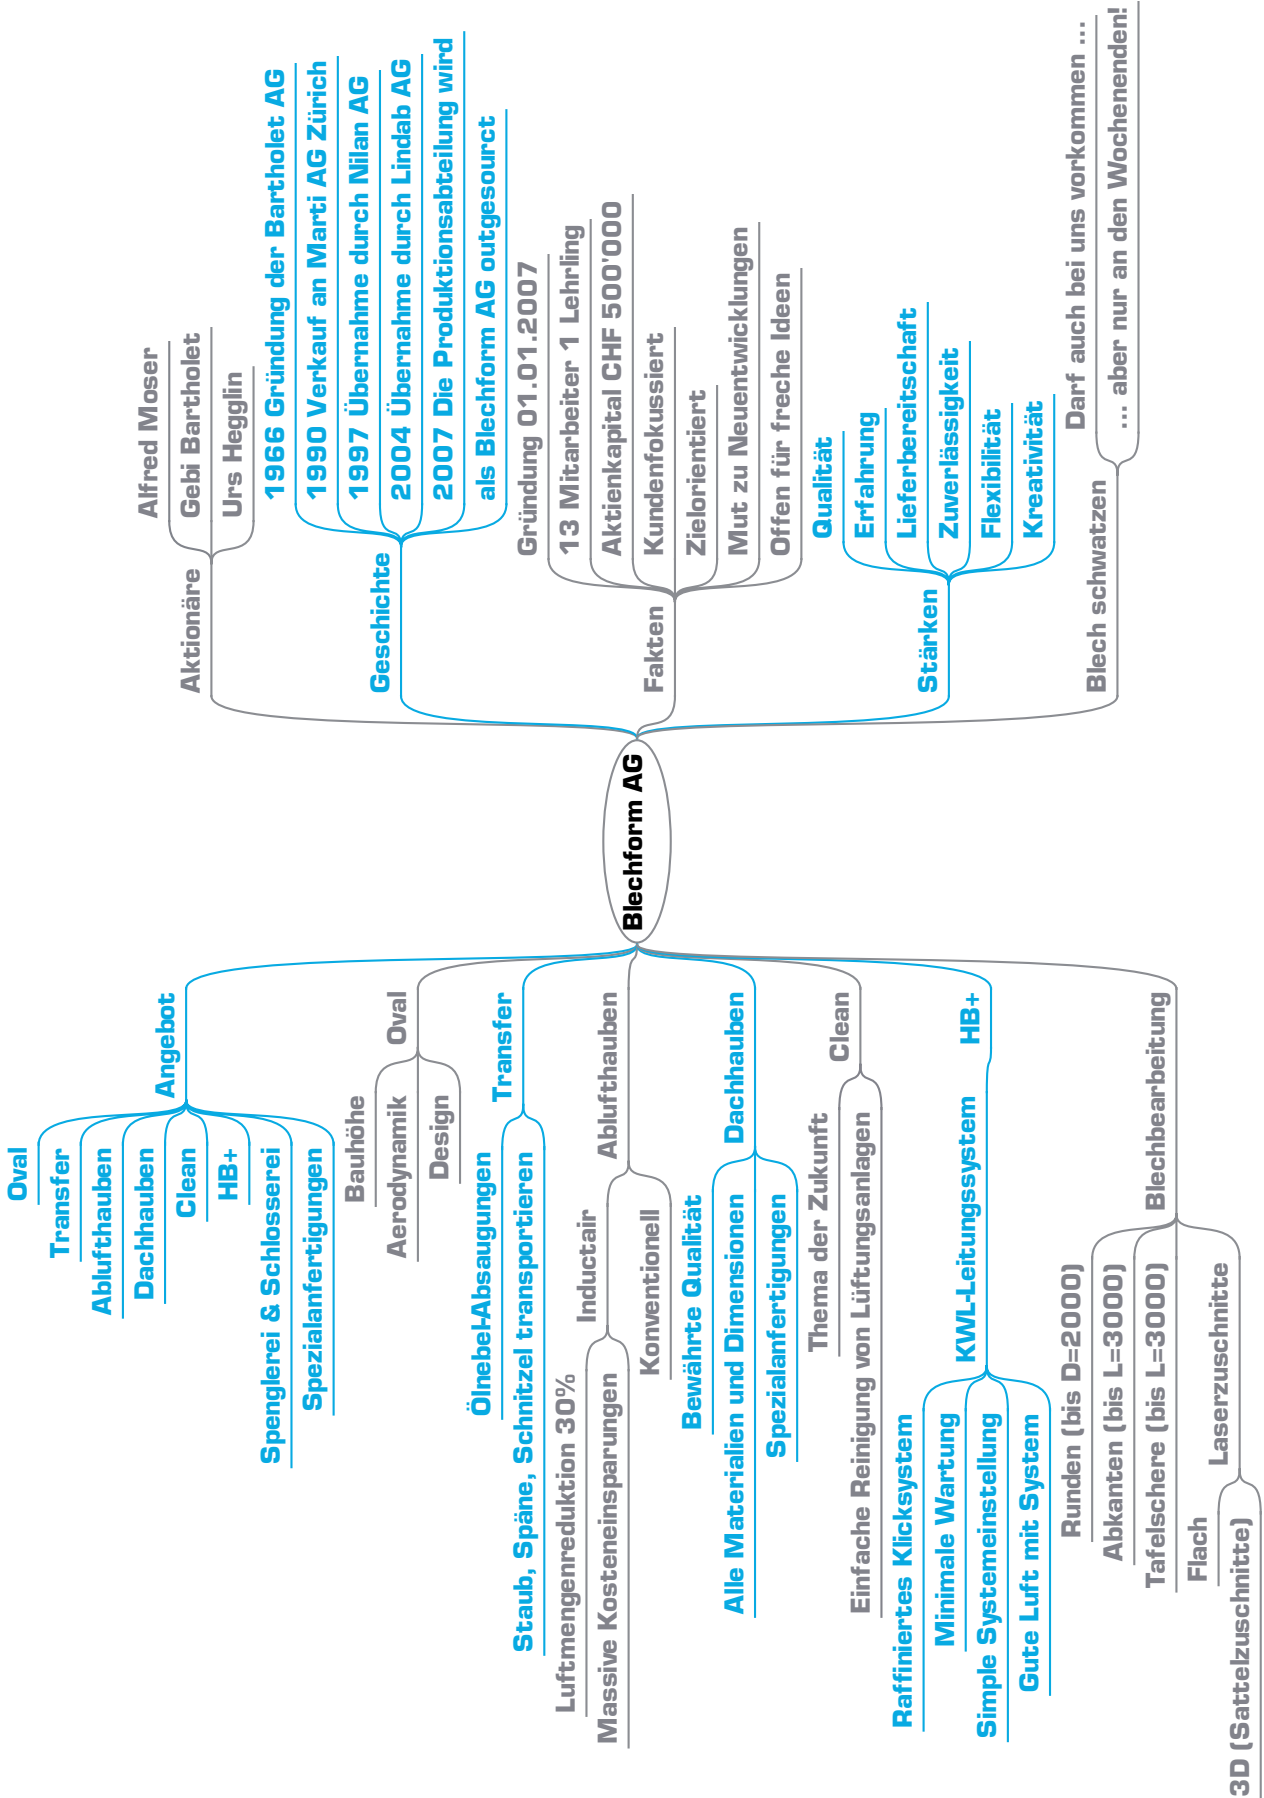 Blechform AG
Angebot
Oval
Transfer
Ablufthauben
Dachhauben
Clean
HB+
Spenglerei & Schlosserei
Spezialanfertigungen
Oval
Bauhöhe
Aerodynamik
Design
Transfer
Ölnebel-Absaugungen
Staub, Späne, Schnitzel transportieren
Ablufthauben
Inductair
Luftmengenreduktion 30%
Massive Kosteneinsparungen
Konventionell
Dachhauben
Bewährte Qualität
Alle Materialien und Dimensionen
Spezialanfertigungen
Clean
Thema der Zukunft
Einfache Reinigung von Lüftungsanlagen
HB+
KWL-Leitungssystem
Raffiniertes Klicksystem
Minimale Wartung
Simple Systemeinstellung
Gute Luft mit System
Blechbearbeitung
Runden (bis D=2000)
Abkanten (bis L=3000)
Tafelschere (bis L=3000)
Laserzuschnitte
Flach
3D (Sattelzuschnitte)
Aktionäre
Alfred Moser
Gebi Bartholet
Urs Hegglin
Geschichte
1966 Gründung der Bartholet AG
1990 Verkauf an Marti AG Zürich
1997 Übernahme durch Nilan AG
2004 Übernahme durch Lindab AG
2007 Die Produktionsabteilung wird
als Blechform AG outgesourct
Fakten
Gründung 01.01.2007
13 Mitarbeiter 1 Lehrling
Aktienkapital CHF 500'000
Kundenfokussiert
Zielorientiert
Mut zu Neuentwicklungen
Offen für freche Ideen
Stärken
Qualität
Erfahrung
Lieferbereitschaft
Zuverlässigkeit
Flexibilität
Kreativität
Blech schwatzen
Darf auch bei uns vorkommen ...
... aber nur an den Wochenenden!